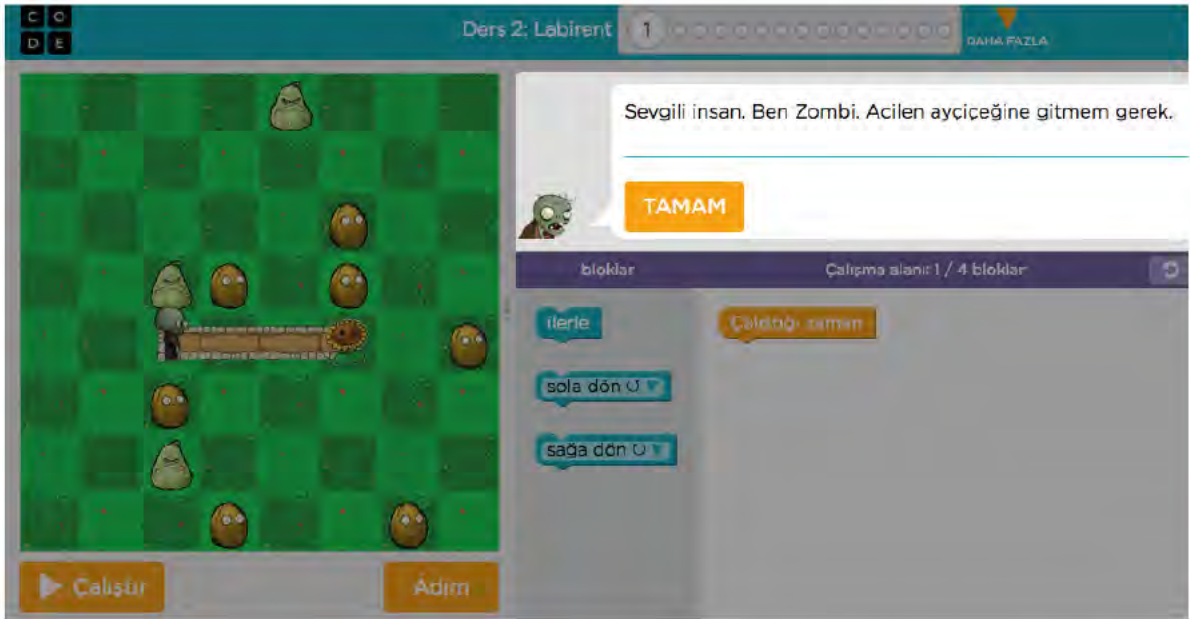 C O
D E
Ders 2: Labirent
1
DAHA FAZLA
Sevgili insan. Ben Zombi. Acilen ayçiçeğine gitmem gerek.
TAMAM
bloklar
Çalışma alanı: 1 / 4 bloklar
ilerle
Çaldığı zaman
sola dön
sağa dön
Çalıştır
Adım